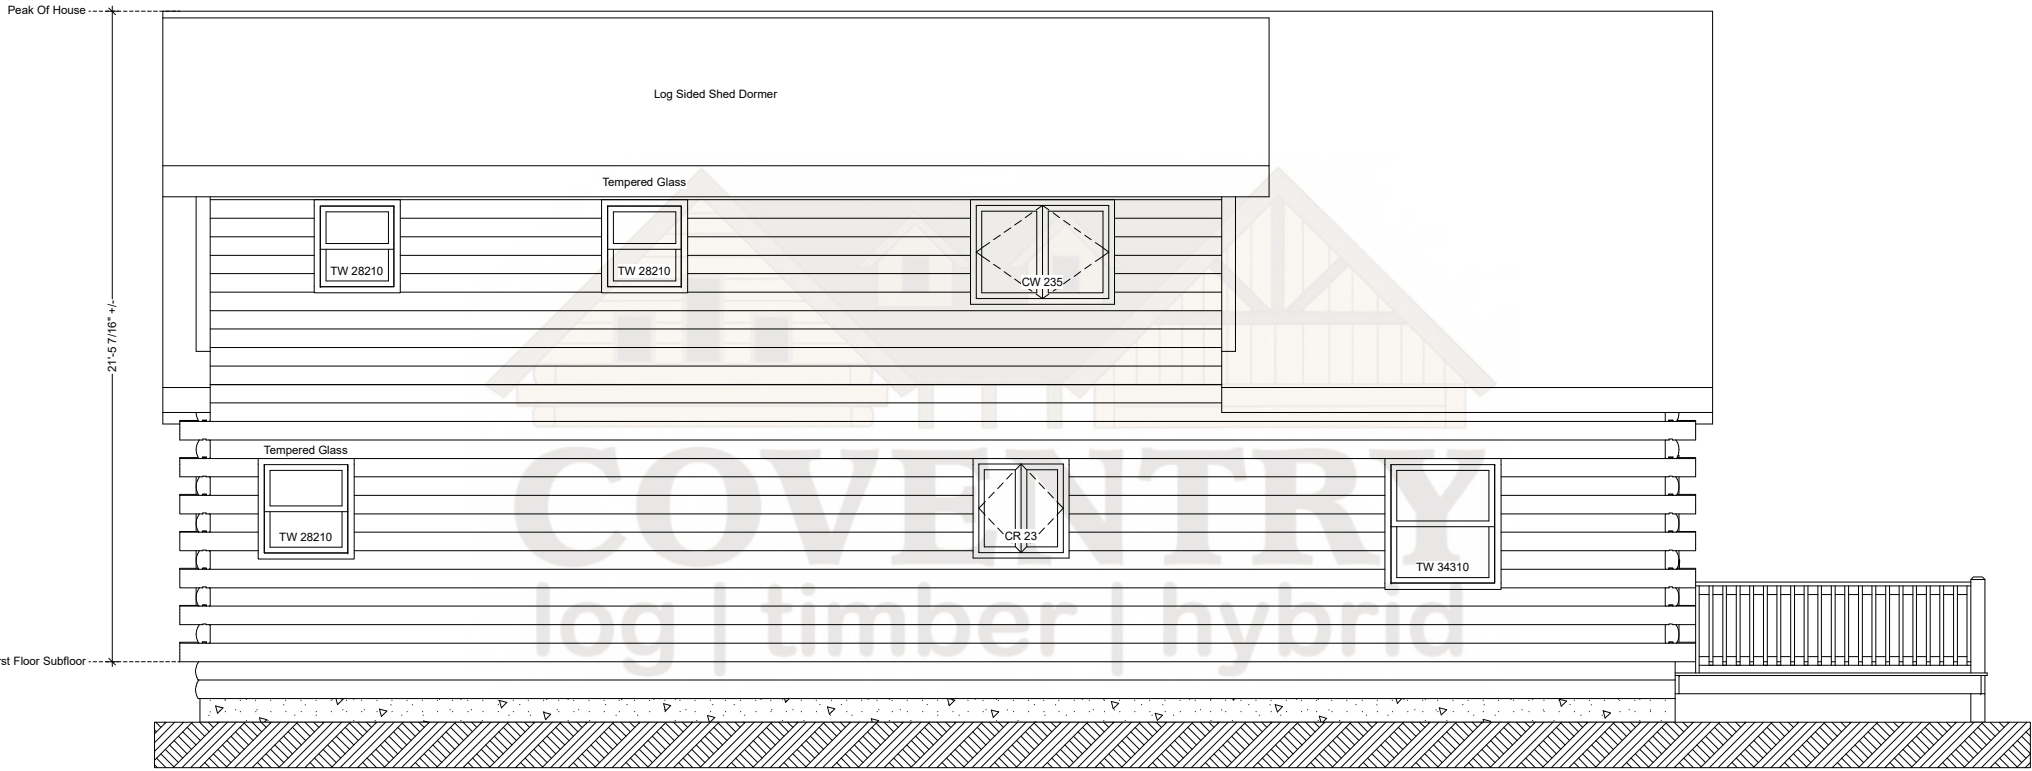 Peak Of House
Log Sided Shed Dormer
Tempered Glass
TW 28210
TW 28210
CW 235
21'-5 7/16" +/-
COVENTRY
Tempered Glass
TW 28210
CR 23
TW 34310
log | timber | hybrid
rst Floor Subfloor